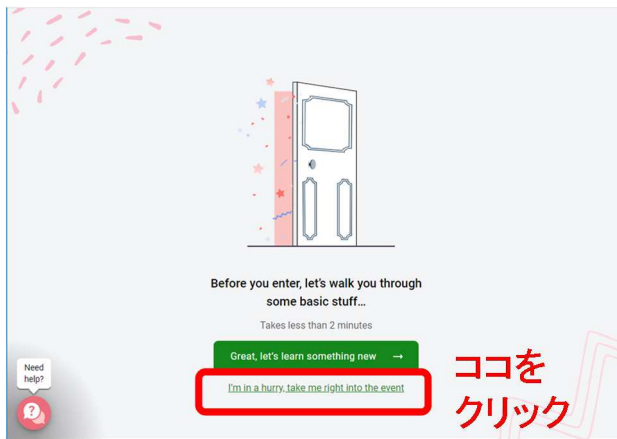 Before you enter, let's walk you through
some basic stuff...
Takes less than 2 minutes
Great, let's learn something new →
I'm in a hurry, take me right into the event
Need
help?
?
ココを
クリック